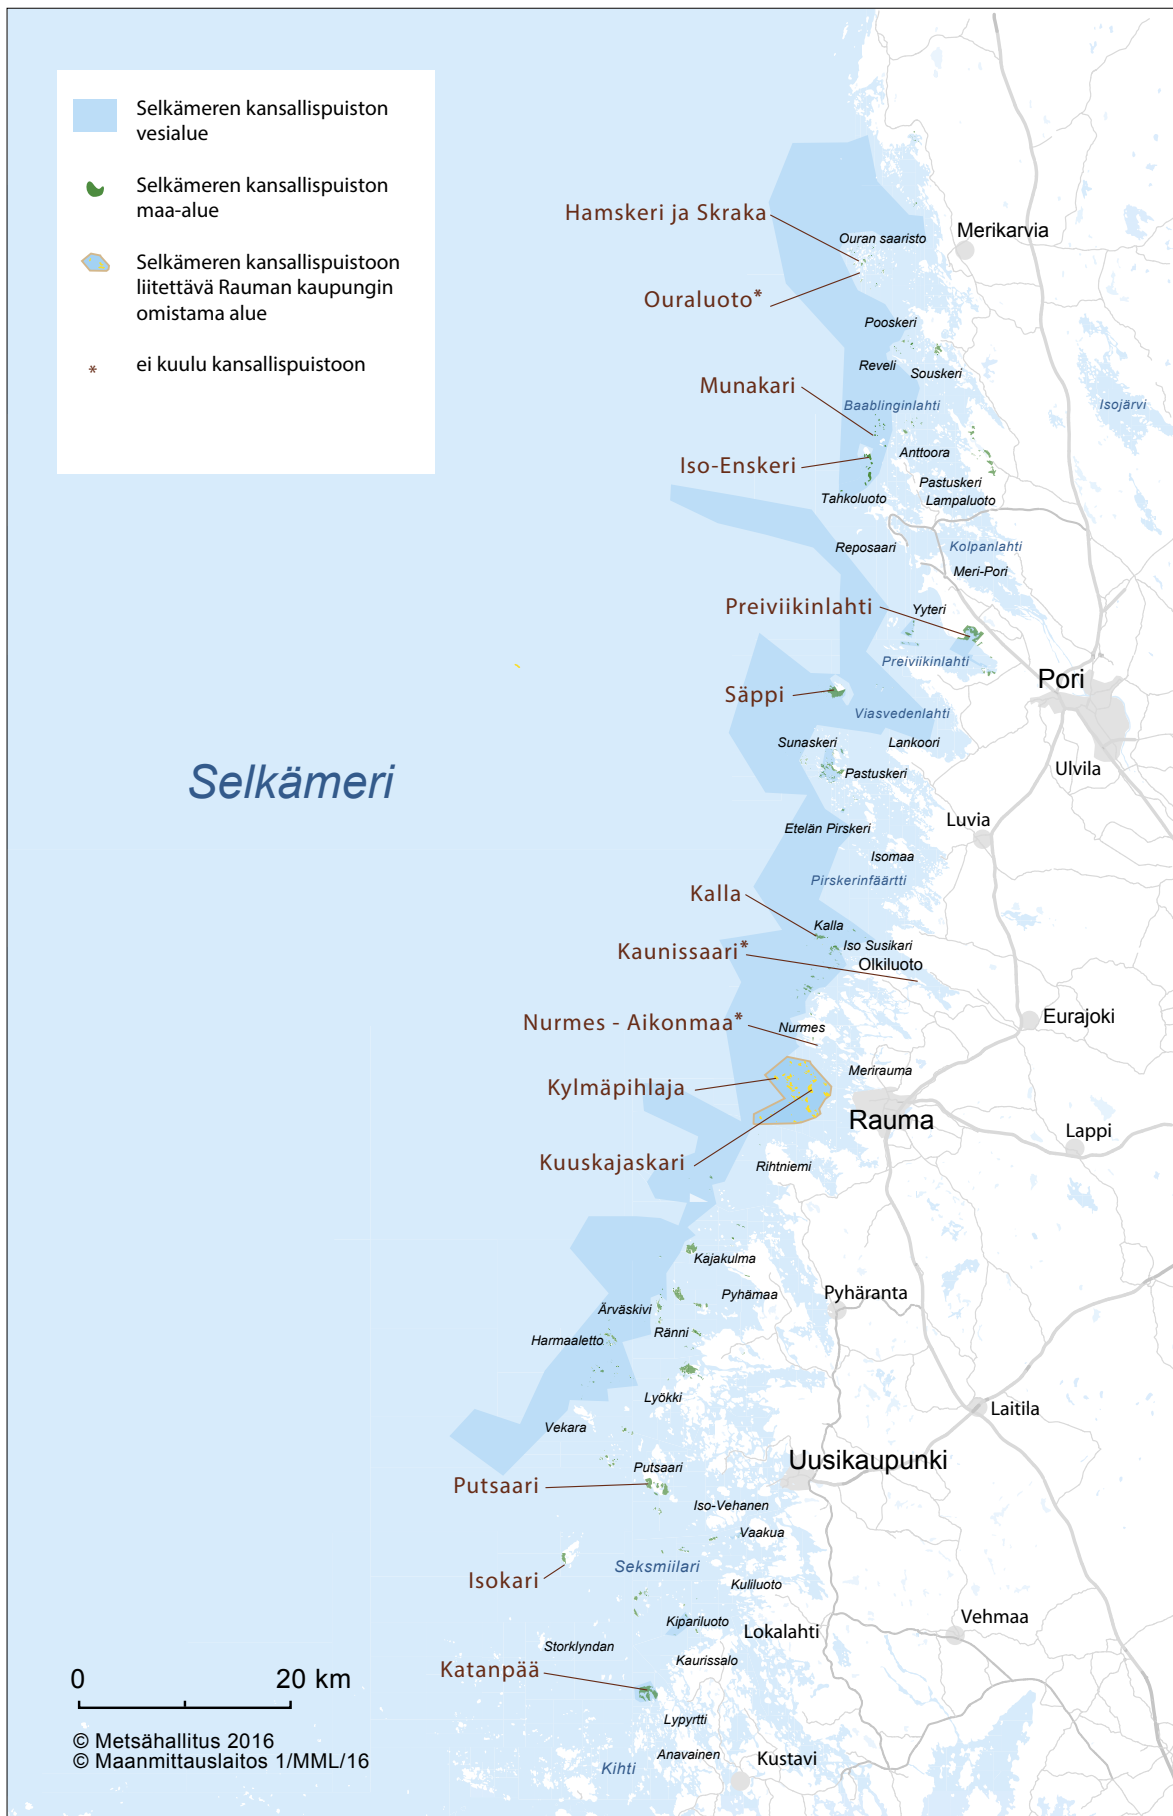 Selkämeren kansallispuiston
vesialue
Selkämeren kansallispuiston
maa-alue
Selkämeren kansallispuistoon
liitettävä Rauman kaupungin
omistama alue
* ei kuulu kansallispuistoon
Hamskeri ja Skraka
Ouran saaristo
Merikarvia
Ouraluoto*
Pooskeri
Reveli
Souskeri
Munakari
Baablinginlahti
Isojärvi
Iso-Enskeri
Anttoora
Pastuskeri
Tahkoluoto
Lampaluoto
Reposaari
Kolpanlahti
Meri-Pori
Preiviikinlahti
Yyteri
Preiviikinlahti
Pori
Säppi
Viasvedenlahti
Sunaskeri
Lankoori
Ulvila
Selkämeri
Pastuskeri
Luvia
Etelän Pirskeri
Isomaa
Pirskerinfäärtti
Kalla
Kalla
Kaunissaari*
Iso Susikari
Olkiluoto
Nurmes - Aikonmaa*
Nurmes
Eurajoki
Kylmäpihlaja
Merirauma
Rauma
Lappi
Kuuskajaskari
Rihtniemi
Kajakulma
Pyhämaa
Pyhäranta
Ärväskivi
Harmaaletto
Ränni
Lyökki
Laitila
Vekara
Uusikaupunki
Putsaari
Putsaari
Iso-Vehanen
Vaakua
Isokari
Seksmiilari
Kuliluoto
Kipariluoto
Lokalahti
Vehmaa
Storklyndan
Kaurissalo
Katanpää
Lypyrtti
Anavainen
Kihti
Kustavi
0 20 km
© Metsähallitus 2016
© Maanmittauslaitos 1/MML/16